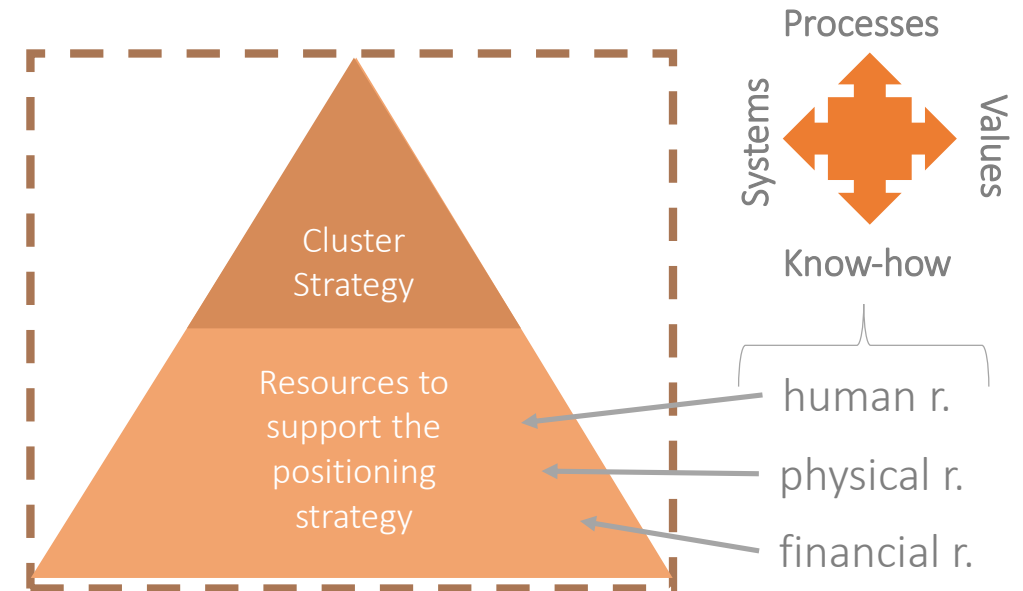 Processes
Systems
Values
Know-how
Cluster
Strategy
Resources to
support the
positioning
strategy
human r.
physical r.
financial r.